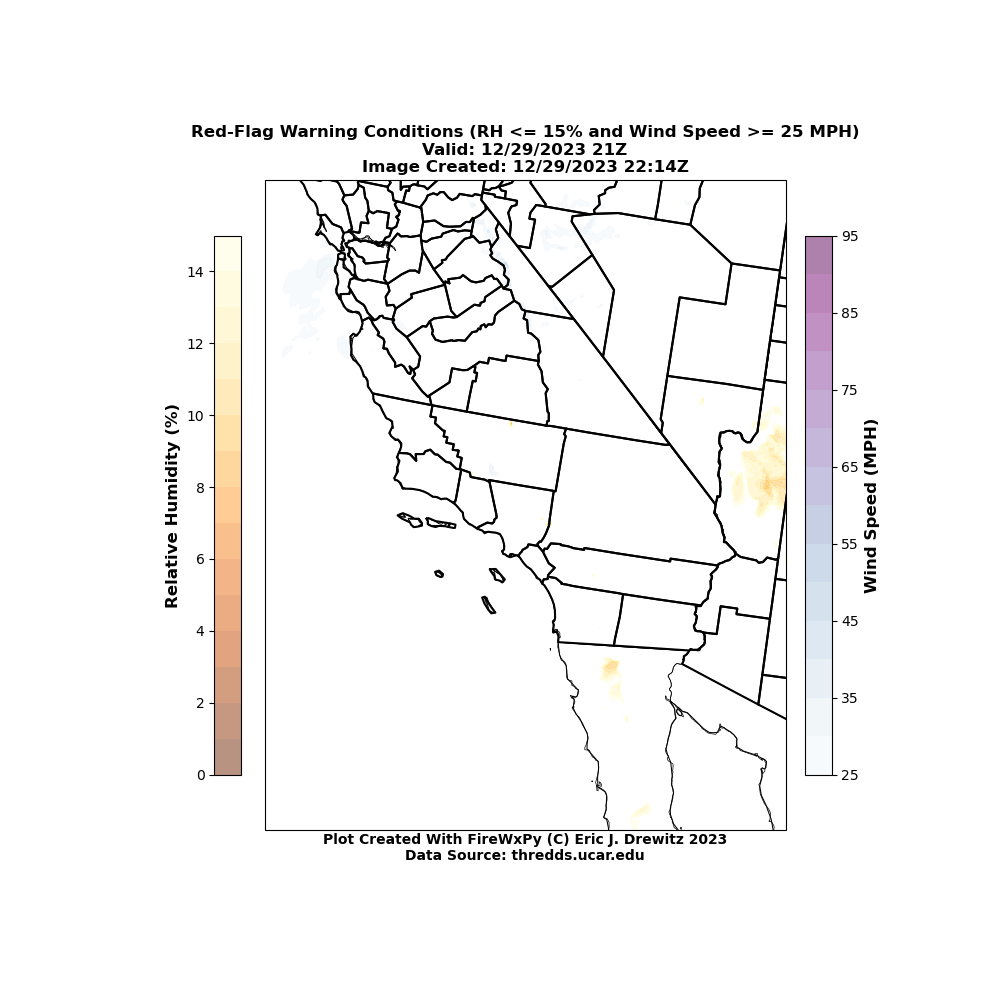 Red-Flag Warning Conditions (RH <= 15% and Wind Speed >= 25 MPH)
Valid: 12/29/2023 21Z
Image Created: 12/29/2023 22:14Z
Relative Humidity (%)
14
12
10
8
6
4
2
0
95
85
75
65
55
45
35
25
Wind Speed (MPH)
Plot Created With FireWxPy (C) Eric J. Drewitz 2023
Data Source: thredds.ucar.edu